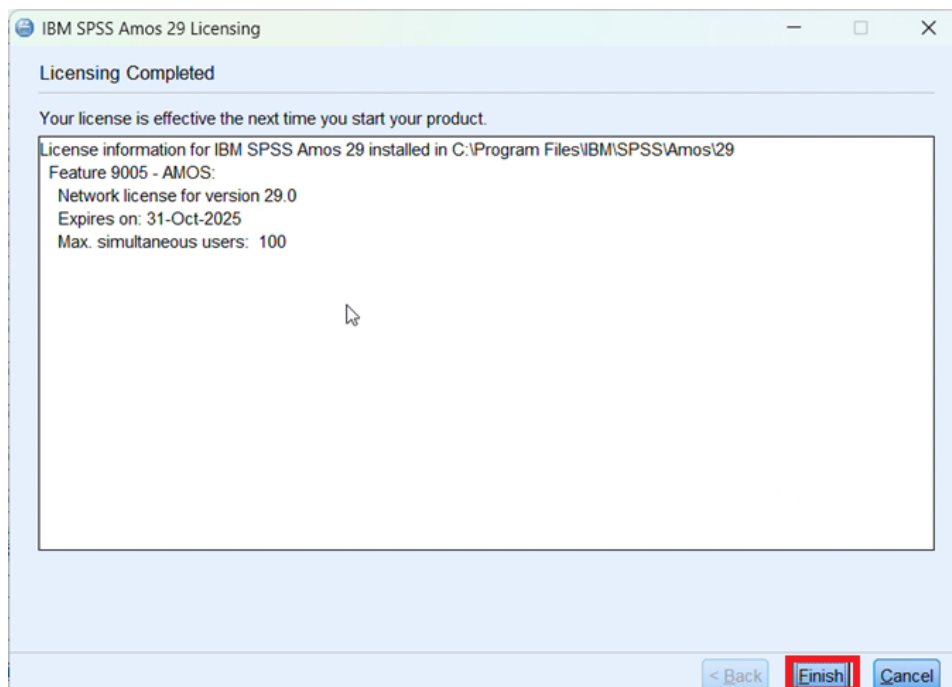 IBM SPSS Amos 29 Licensing
Licensing Completed
Your license is effective the next time you start your product.
License information for IBM SPSS Amos 29 installed in C:\Program Files\IBM\SPSS\Amos\29
Feature 9005 - AMOS:
Network license for version 29.0
Expires on: 31-Oct-2025
Max. simultaneous users:  100
< Back Finish Cancel